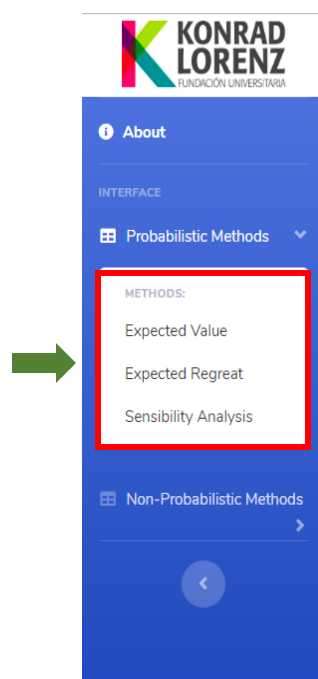 KONRAD
LORENZ
FUNDACIÓN UNIVERSITARIA
About
INTERFACE
Probabilistic Methods
METHODS:
Expected Value
Expected Regreat
Sensibility Analysis
Non-Probabilistic Methods